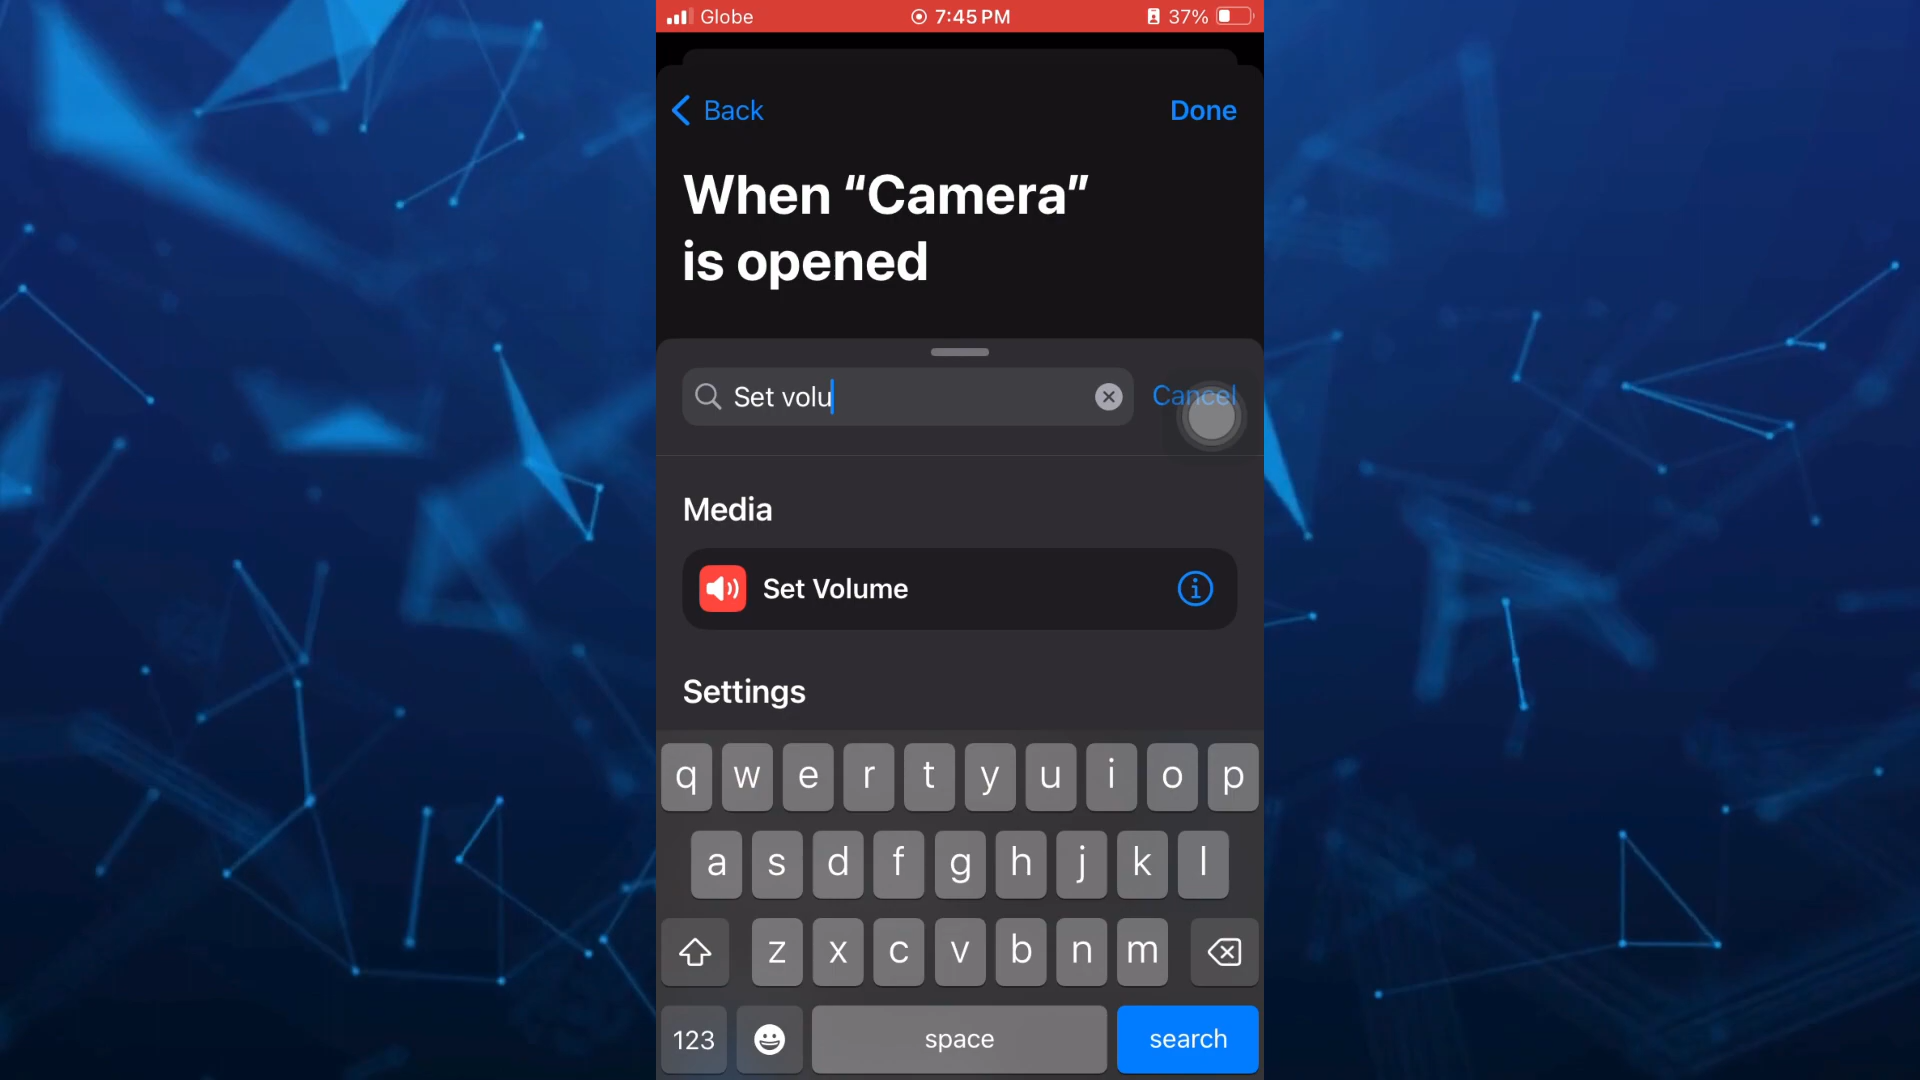 Globe 7:45 PM 37%
Back Done
When “Camera”
is opened
Set volu Cancel
Media
Set Volume
Settings
q w e r t y u i o p
a s d f g h j k l
z x c v b n m
123 space search